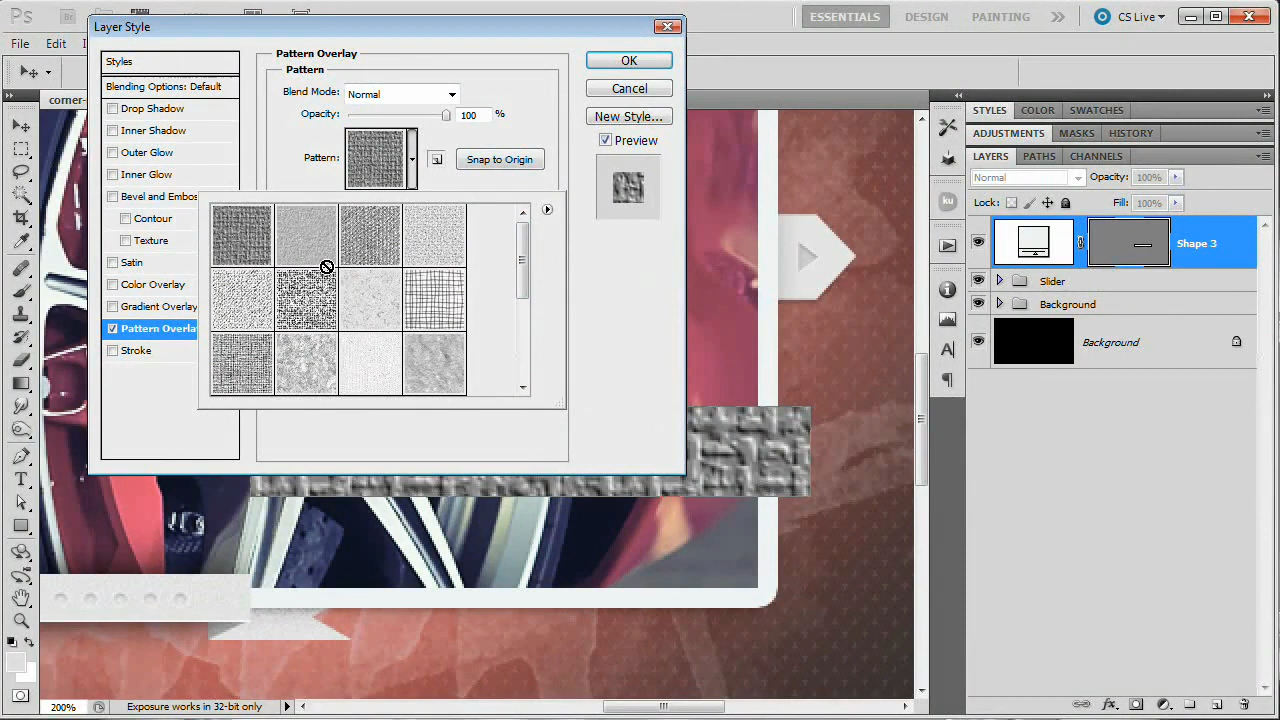 PS Br ESSENTIALS DESIGN PAINTING CS Live
Layer Style
File Edit
Styles
Blending Options: Default
Drop Shadow
Inner Shadow
Outer Glow
Inner Glow
Bevel and Embos
Contour
Texture
Satin
Color Overlay
Gradient Overlay
Pattern Overla
Stroke
Pattern Overlay
Pattern
Blend Mode: Normal
Opacity: 100 %
Pattern: Snap to Origin
OK
Cancel
New Style...
Preview
corner-
STYLES COLOR SWATCHES
ADJUSTMENTS MASKS HISTORY
LAYERS PATHS CHANNELS
Normal Opacity: 100%
Lock: Fill: 100%
Shape 3
Slider
Background
Background
ku
200% Exposure works in 32-bit only